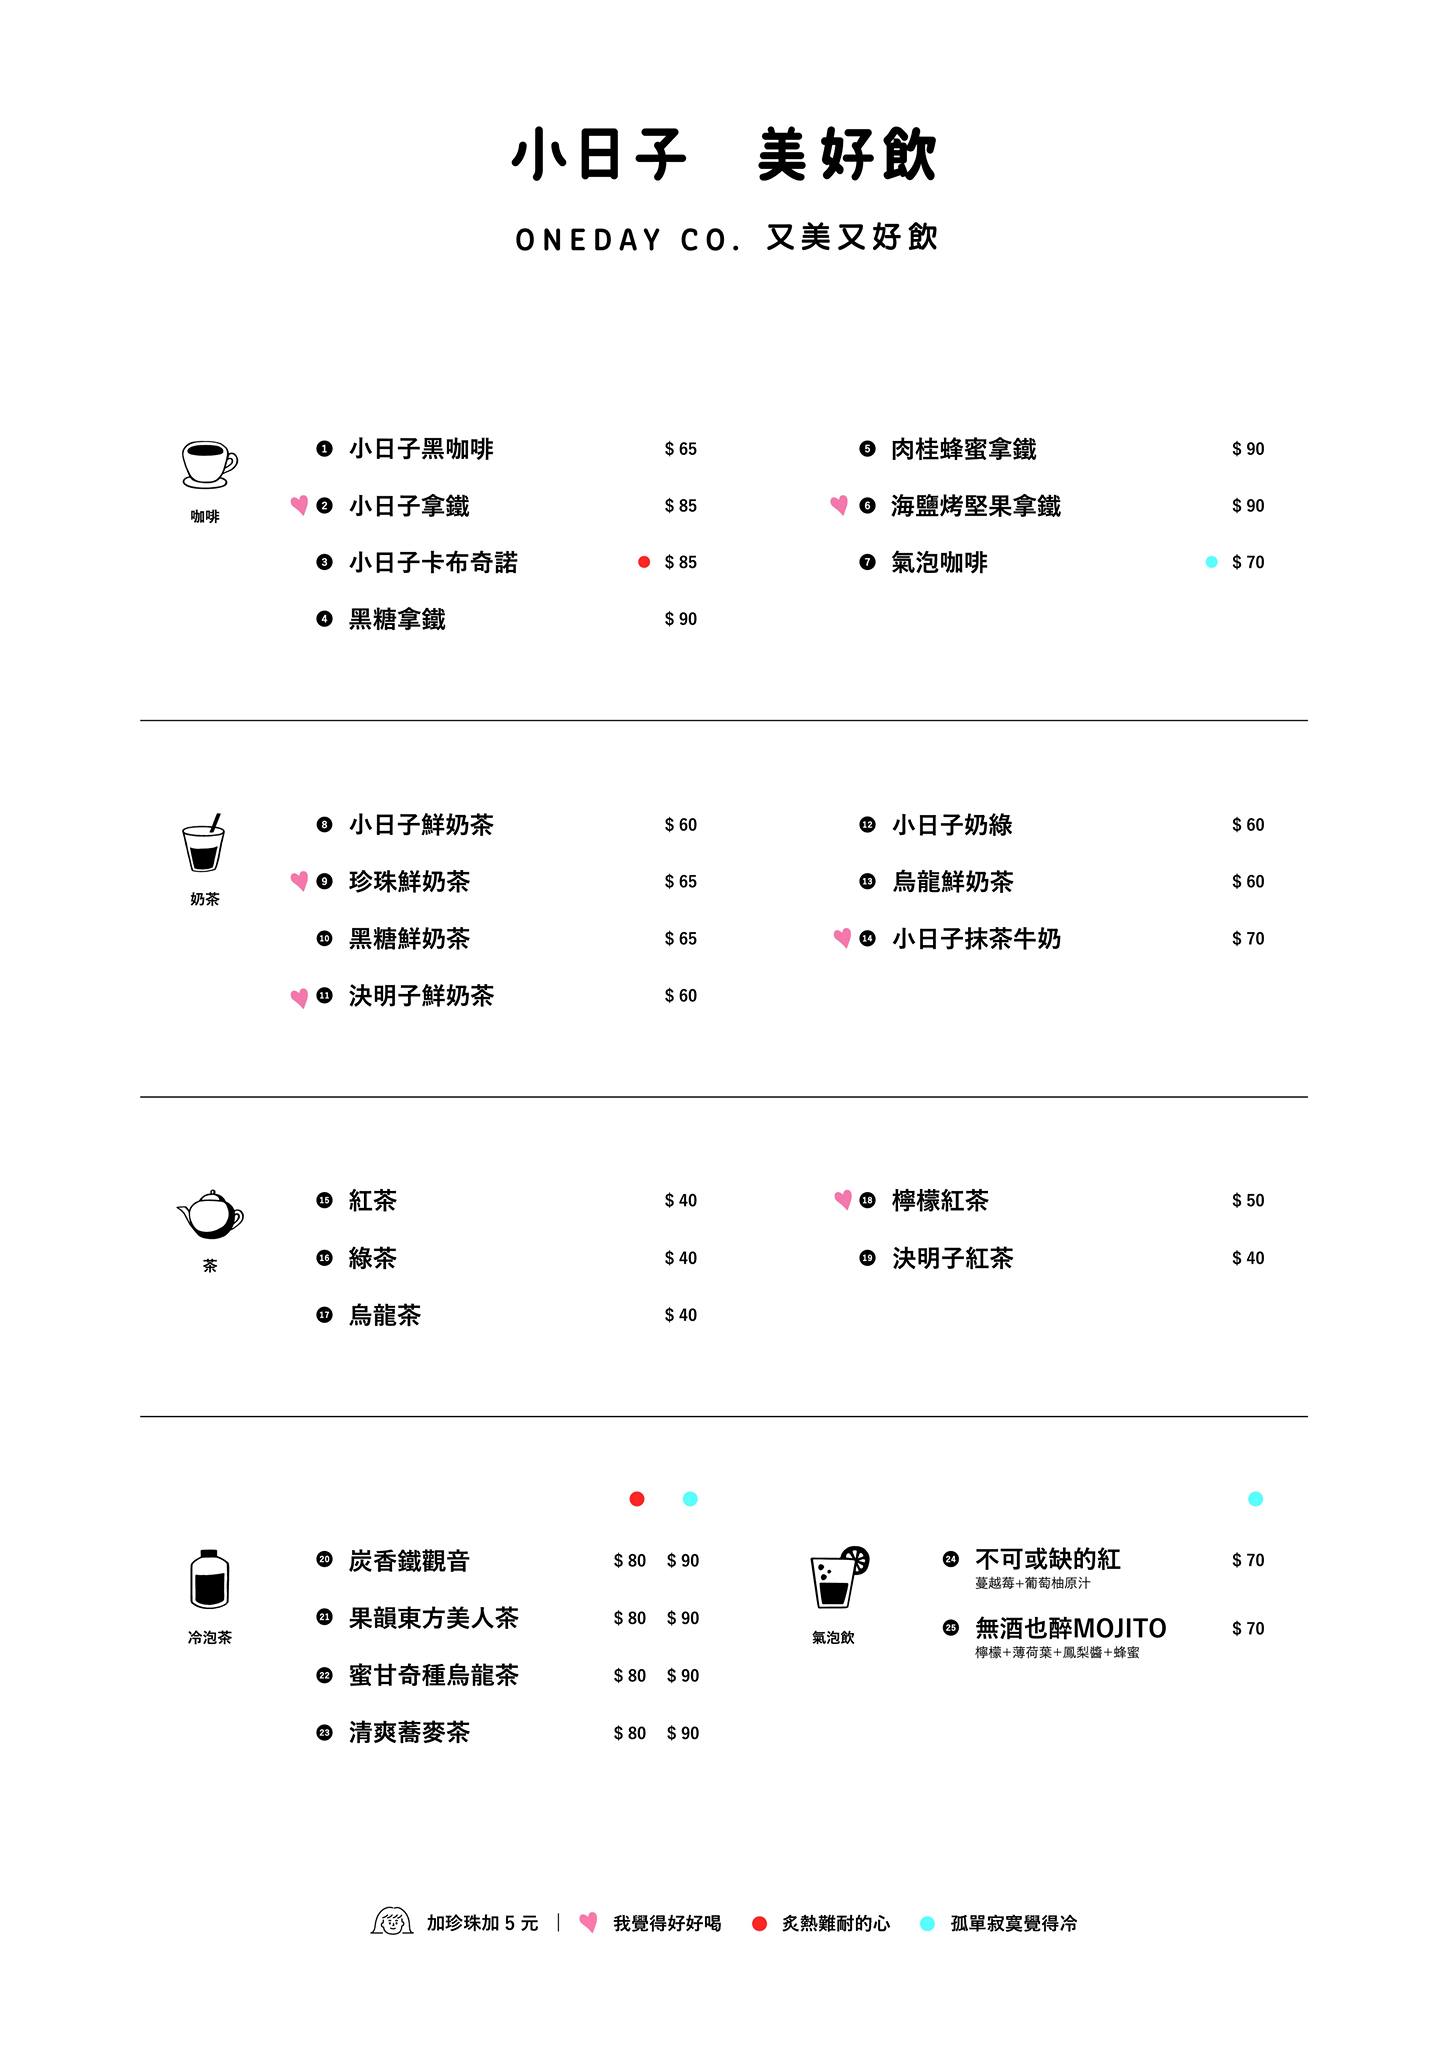 小日子　美好飲
ONEDAY CO. 又美又好飲
咖啡
1 小日子黑咖啡 $ 65
2 小日子拿鐵 $ 85
3 小日子卡布奇諾 $ 85
4 黑糖拿鐵 $ 90
5 肉桂蜂蜜拿鐵 $ 90
6 海鹽烤堅果拿鐵 $ 90
7 氣泡咖啡 $ 70
奶茶
8 小日子鮮奶茶 $ 60
9 珍珠鮮奶茶 $ 65
10 黑糖鮮奶茶 $ 65
11 決明子鮮奶茶 $ 60
12 小日子奶綠 $ 60
13 烏龍鮮奶茶 $ 60
14 小日子抹茶牛奶 $ 70
茶
15 紅茶 $ 40
16 綠茶 $ 40
17 烏龍茶 $ 40
18 檸檬紅茶 $ 50
19 決明子紅茶 $ 40
冷泡茶
20 炭香鐵觀音 $ 80 $ 90
21 果韻東方美人茶 $ 80 $ 90
22 蜜甘奇種烏龍茶 $ 80 $ 90
23 清爽蕎麥茶 $ 80 $ 90
氣泡飲
24 不可或缺的紅 $ 70
蔓越莓+葡萄柚原汁
25 無酒也醉MOJITO $ 70
檸檬+薄荷葉+鳳梨醬+蜂蜜
加珍珠加 5 元 | 我覺得好好喝 炙熱難耐的心 孤單寂寞覺得冷